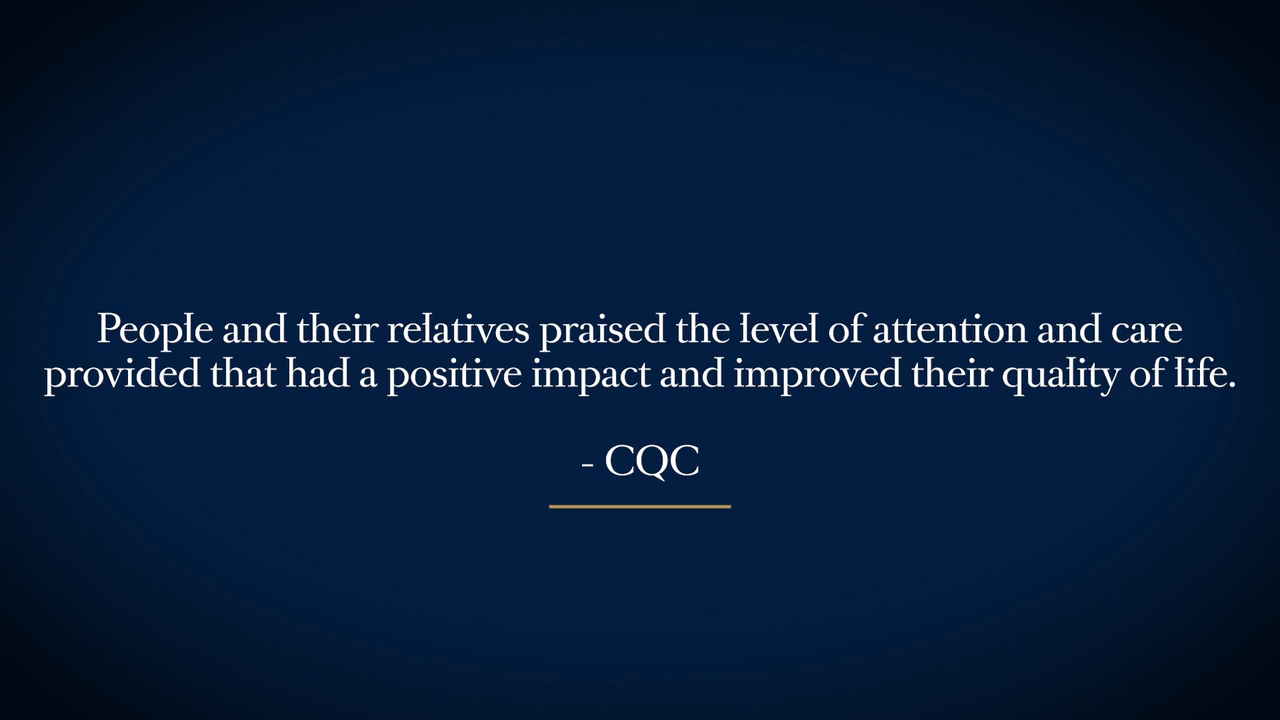 People and their relatives praised the level of attention and care
provided that had a positive impact and improved their quality of life.
- CQC